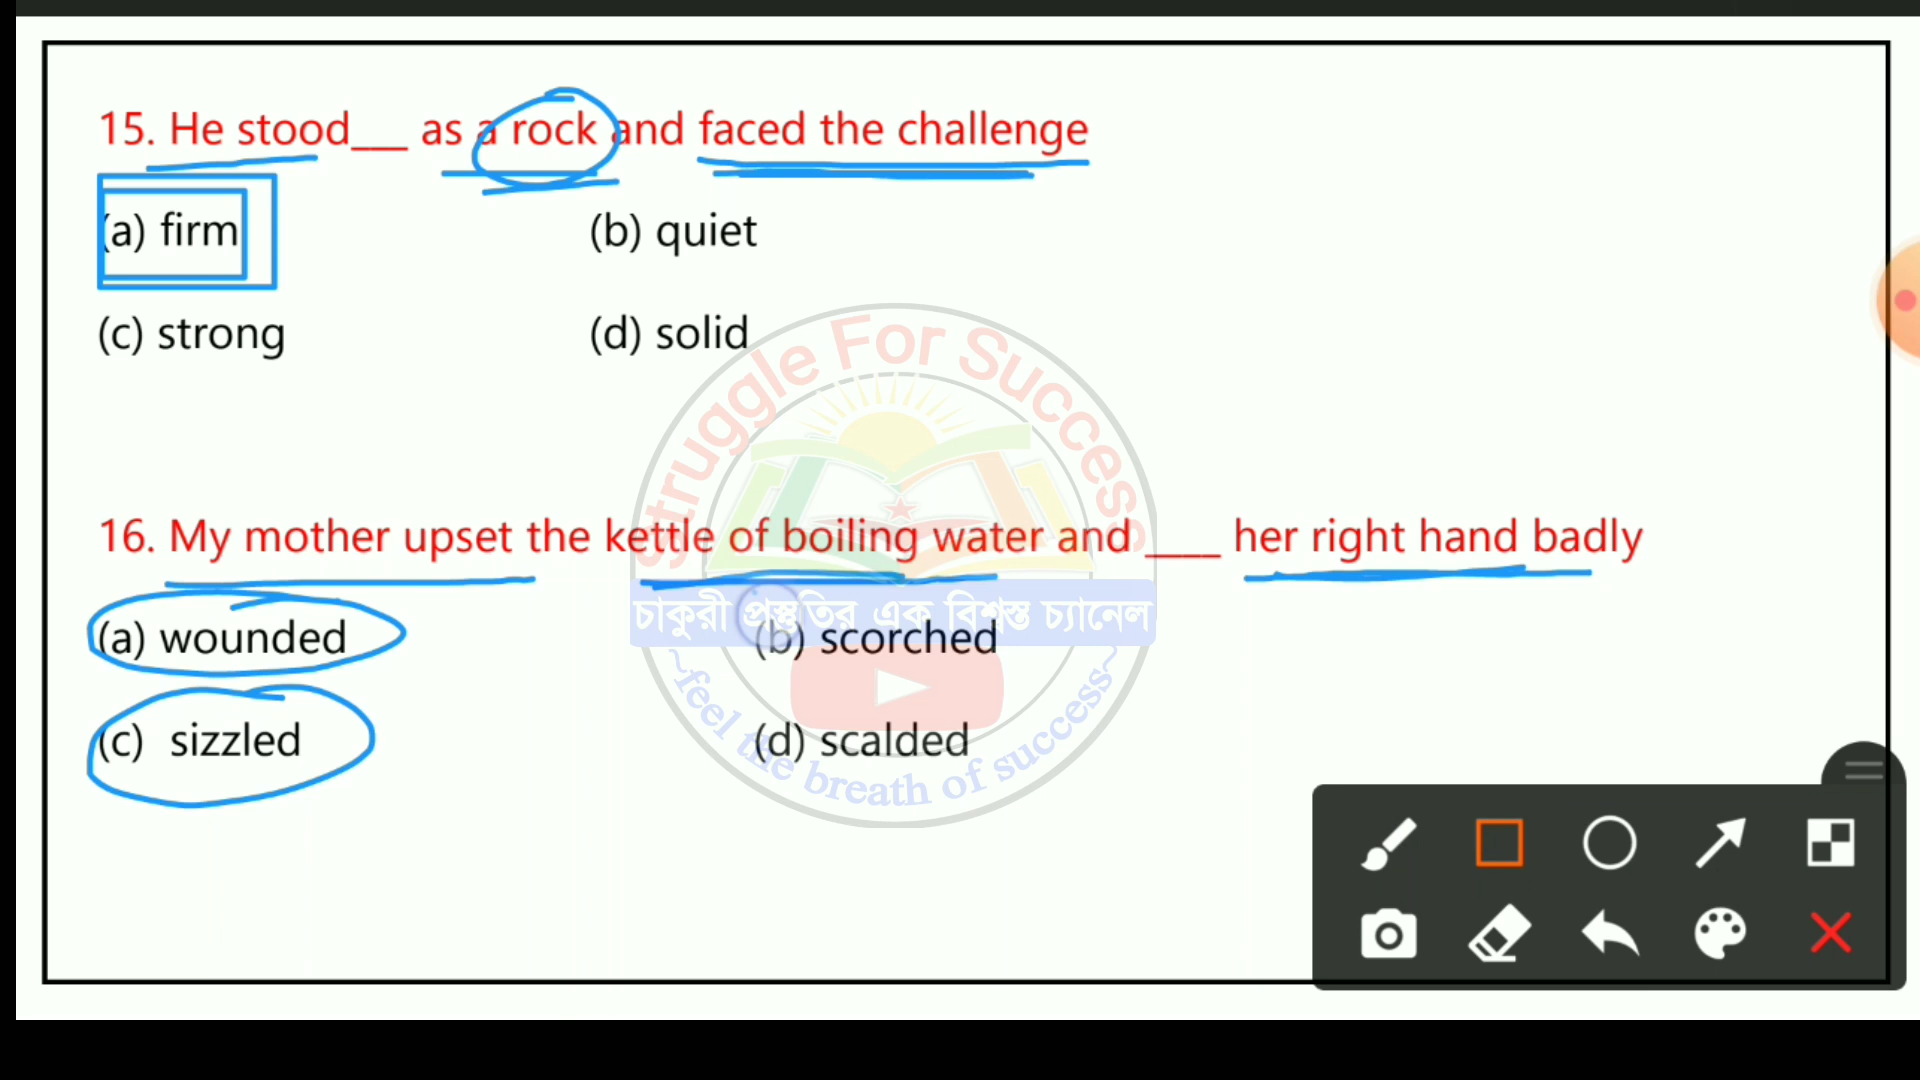 15. He stood___ as a rock and faced the challenge
(a) firm (b) quiet
(c) strong (d) solid
Struggle For Success
16. My mother upset the kettle of boiling water and ____ her right hand badly
চাকুরী প্রস্তুতির এক বিশ্বস্ত চ্যানেল
(a) wounded (b) scorched
(c) sizzled (d) scalded
~feel the breath of success~